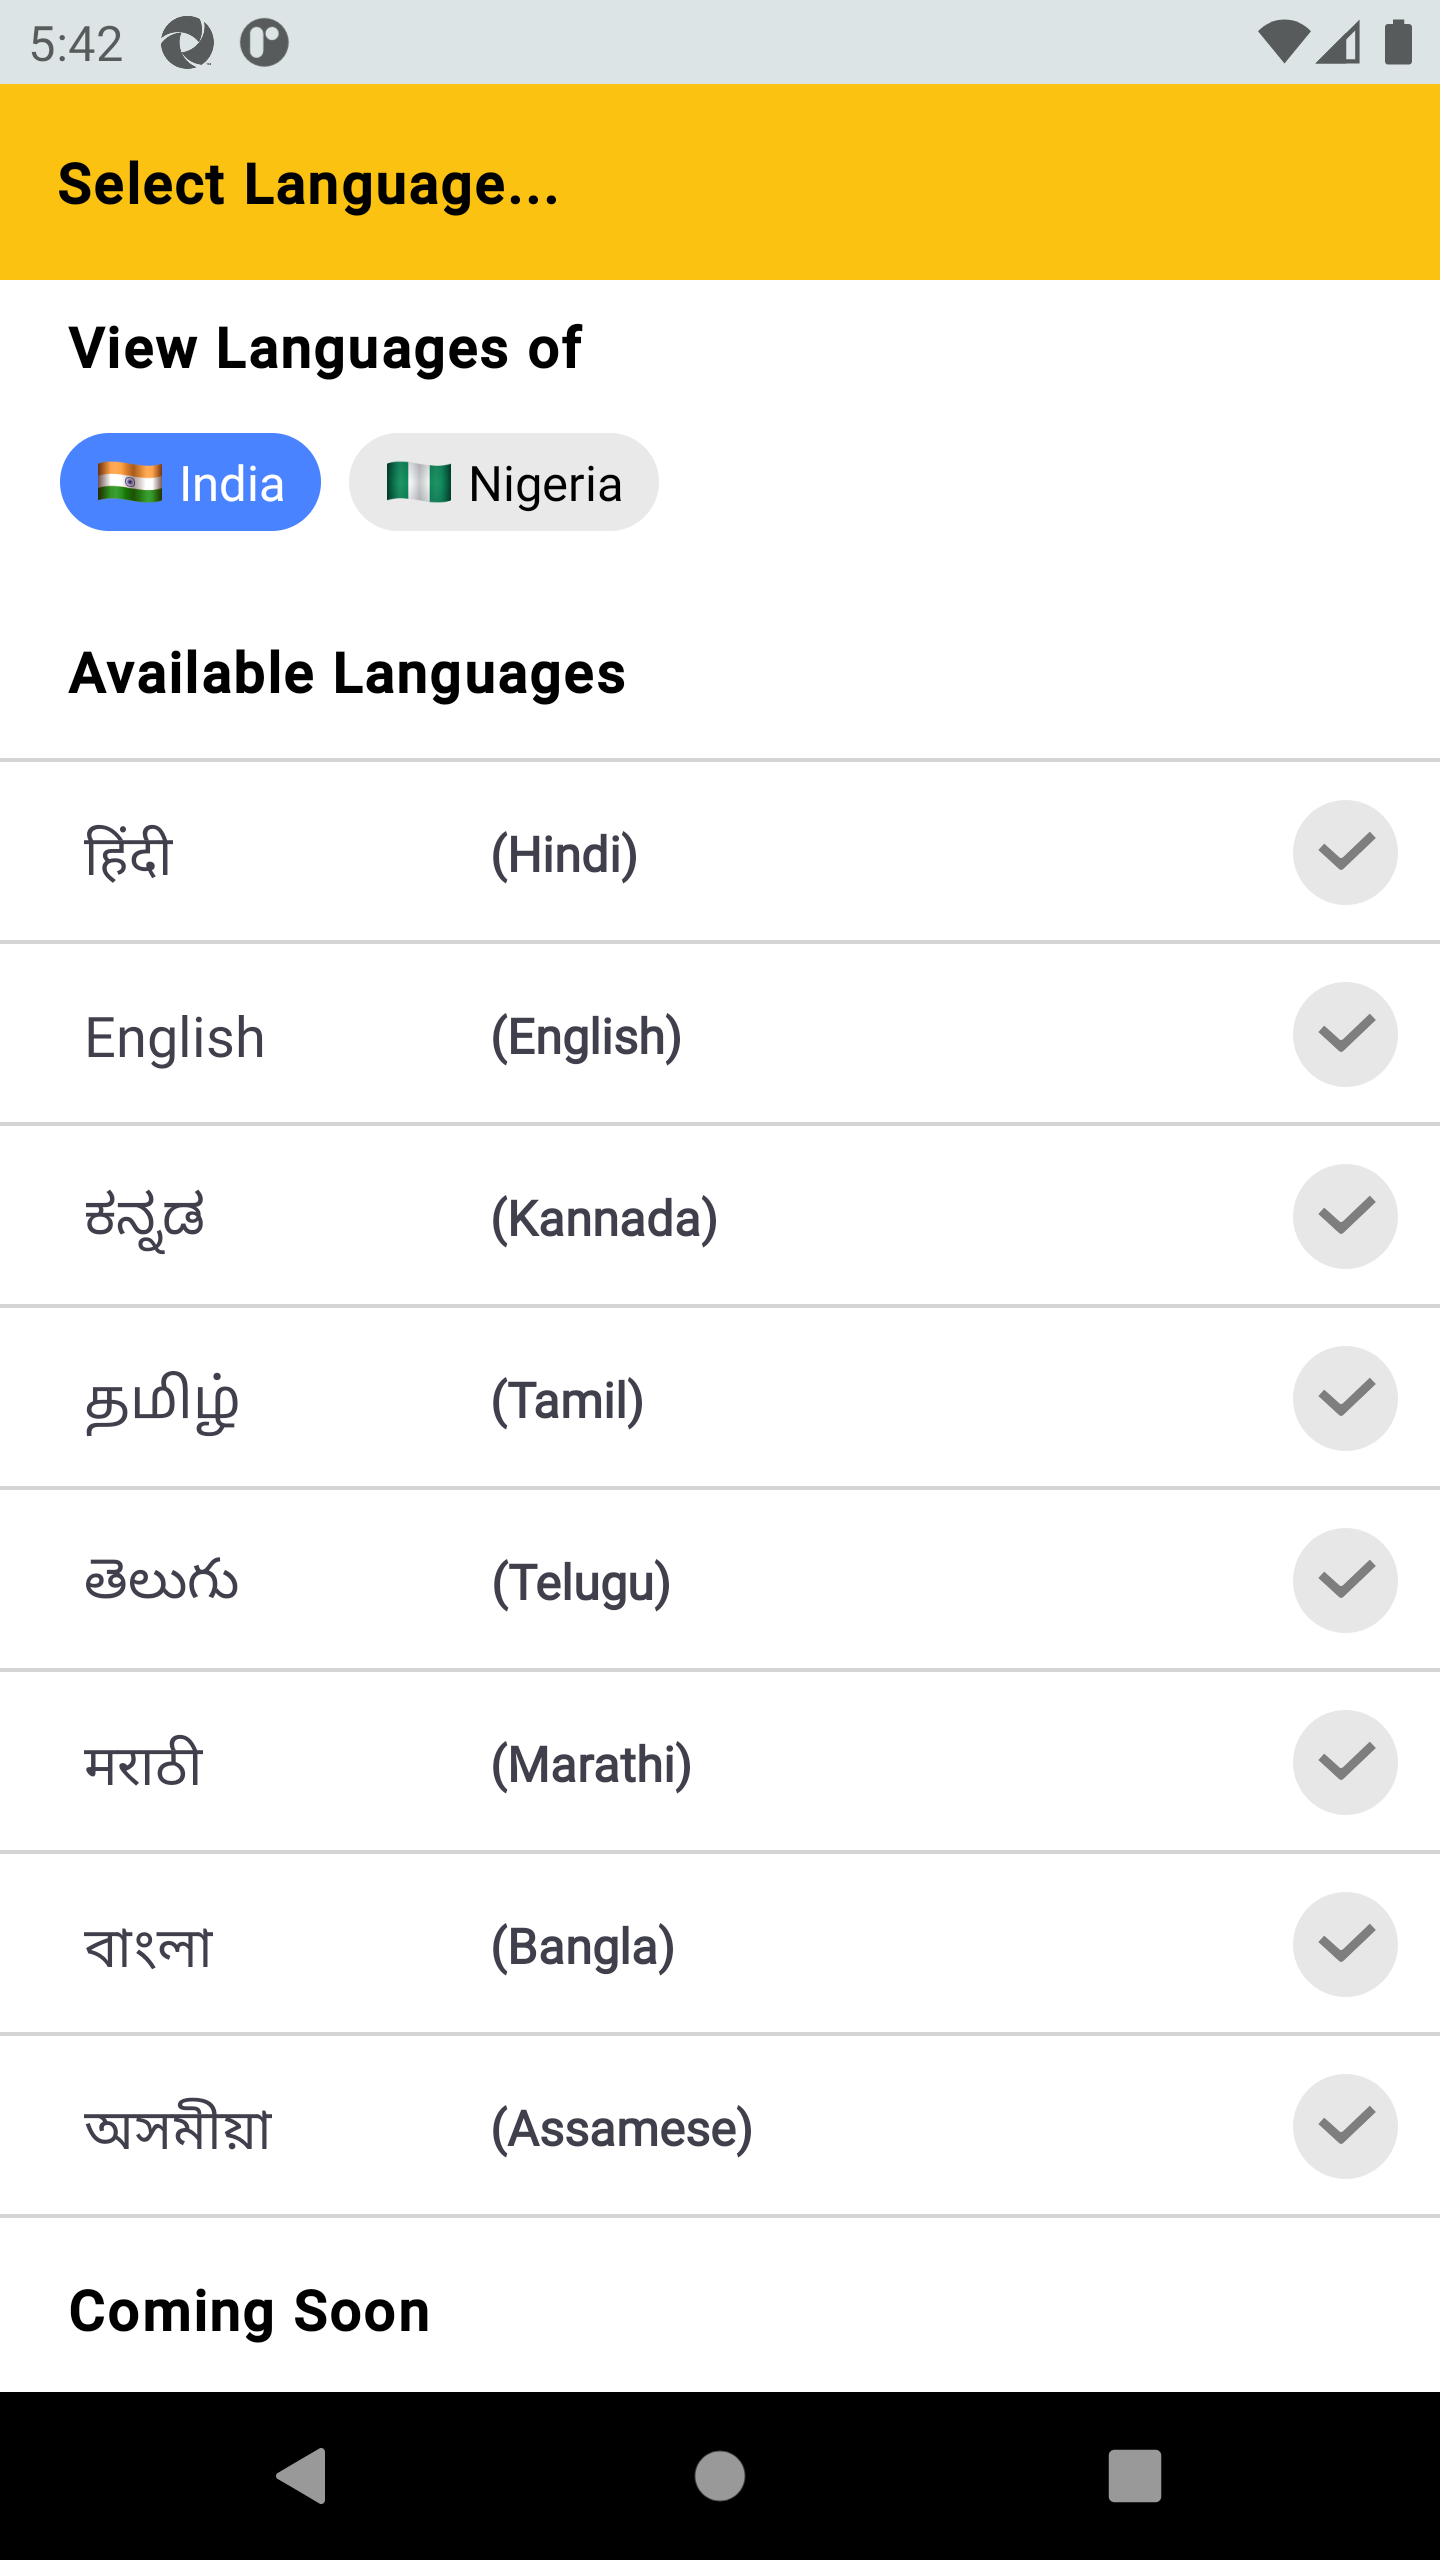 5:42
Select Language...
View Languages of
India Nigeria
Available Languages
हिंदी (Hindi)
English (English)
ಕನ್ನಡ (Kannada)
தமிழ் (Tamil)
తెలుగు (Telugu)
मराठी (Marathi)
বাংলা (Bangla)
অসমীয়া (Assamese)
Coming Soon